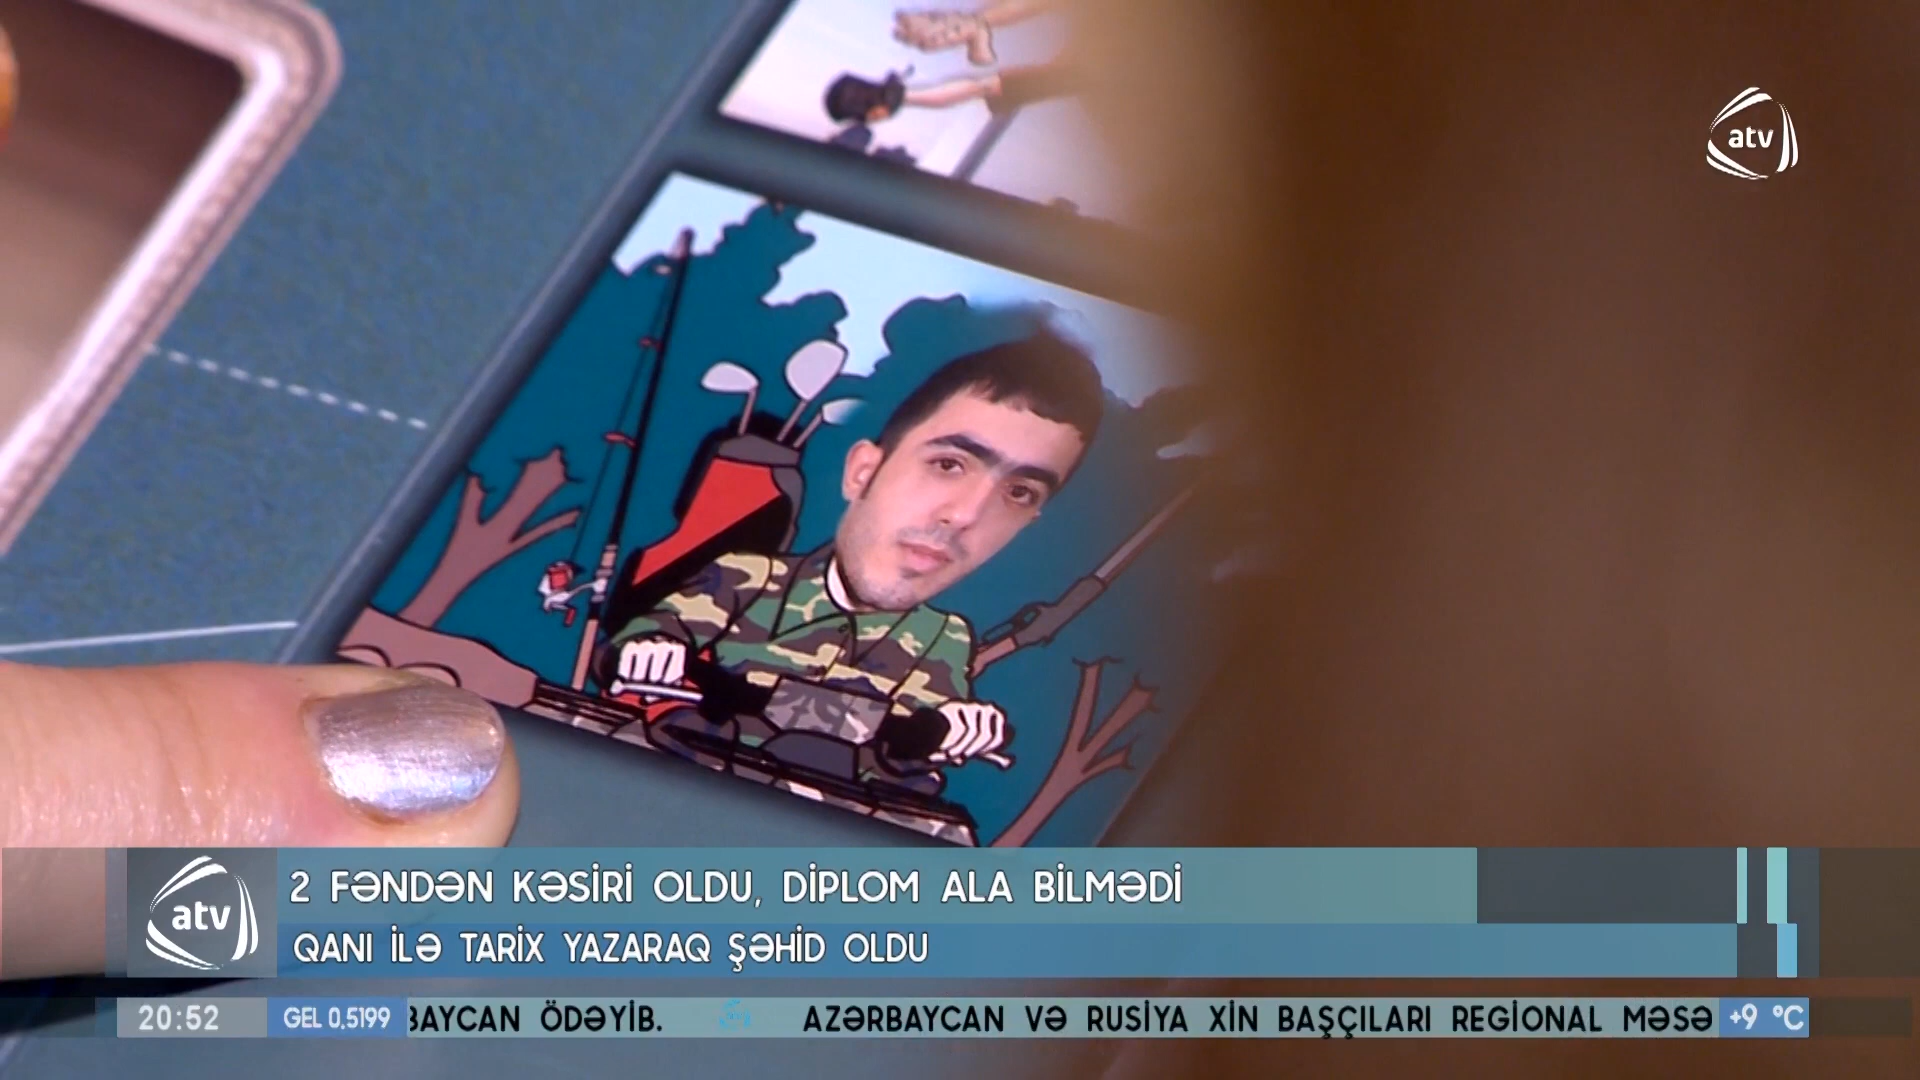 atv
2 FƏNDƏN KƏSİRİ OLDU, DİPLOM ALA BİLMƏDİ
atv
QANI İLƏ TARİX YAZARAQ ŞƏHİD OLDU
20:52 GEL 0.5199 BAYCAN ÖDƏYİB. AZƏRBAYCAN VƏ RUSİYA XİN BAŞÇILARI REGİONAL MƏSƏ +9 °C